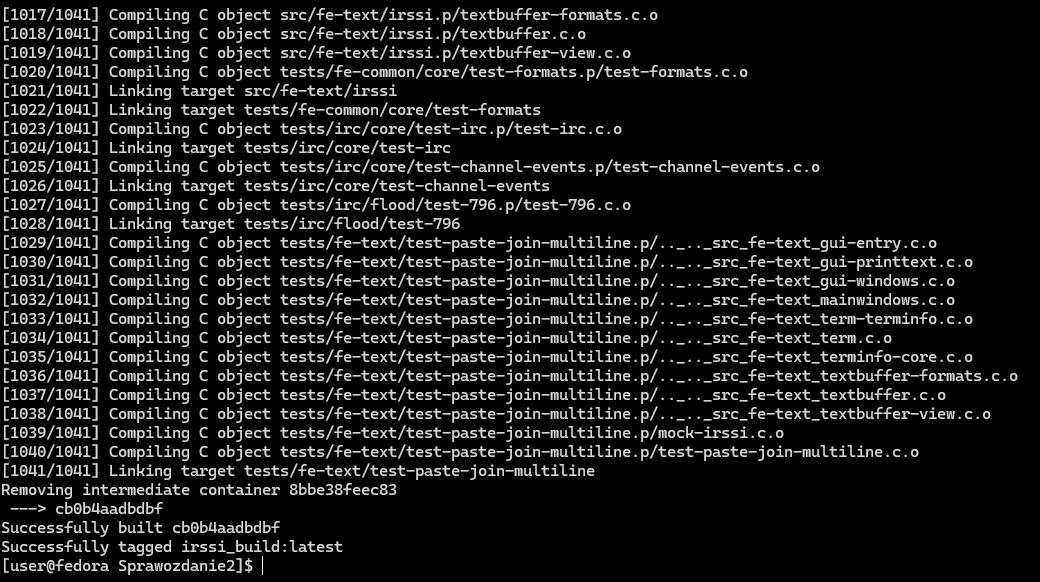 [1017/1041] Compiling C object src/fe-text/irssi.p/textbuffer-formats.c.o
[1018/1041] Compiling C object src/fe-text/irssi.p/textbuffer.c.o
[1019/1041] Compiling C object src/fe-text/irssi.p/textbuffer-view.c.o
[1020/1041] Compiling C object tests/fe-common/core/test-formats.p/test-formats.c.o
[1021/1041] Linking target src/fe-text/irssi
[1022/1041] Linking target tests/fe-common/core/test-formats
[1023/1041] Compiling C object tests/irc/core/test-irc.p/test-irc.c.o
[1024/1041] Linking target tests/irc/core/test-irc
[1025/1041] Compiling C object tests/irc/core/test-channel-events.p/test-channel-events.c.o
[1026/1041] Linking target tests/irc/core/test-channel-events
[1027/1041] Compiling C object tests/irc/flood/test-796.p/test-796.c.o
[1028/1041] Linking target tests/irc/flood/test-796
[1029/1041] Compiling C object tests/fe-text/test-paste-join-multiline.p/.._.._src_fe-text_gui-entry.c.o
[1030/1041] Compiling C object tests/fe-text/test-paste-join-multiline.p/.._.._src_fe-text_gui-printtext.c.o
[1031/1041] Compiling C object tests/fe-text/test-paste-join-multiline.p/.._.._src_fe-text_gui-windows.c.o
[1032/1041] Compiling C object tests/fe-text/test-paste-join-multiline.p/.._.._src_fe-text_mainwindows.c.o
[1033/1041] Compiling C object tests/fe-text/test-paste-join-multiline.p/.._.._src_fe-text_term-terminfo.c.o
[1034/1041] Compiling C object tests/fe-text/test-paste-join-multiline.p/.._.._src_fe-text_term.c.o
[1035/1041] Compiling C object tests/fe-text/test-paste-join-multiline.p/.._.._src_fe-text_terminfo-core.c.o
[1036/1041] Compiling C object tests/fe-text/test-paste-join-multiline.p/.._.._src_fe-text_textbuffer-formats.c.o
[1037/1041] Compiling C object tests/fe-text/test-paste-join-multiline.p/.._.._src_fe-text_textbuffer.c.o
[1038/1041] Compiling C object tests/fe-text/test-paste-join-multiline.p/.._.._src_fe-text_textbuffer-view.c.o
[1039/1041] Compiling C object tests/fe-text/test-paste-join-multiline.p/mock-irssi.c.o
[1040/1041] Compiling C object tests/fe-text/test-paste-join-multiline.p/test-paste-join-multiline.c.o
[1041/1041] Linking target tests/fe-text/test-paste-join-multiline
Removing intermediate container 8bbe38feec83
 ---> cb0b4aadbdbf
Successfully built cb0b4aadbdbf
Successfully tagged irssi_build:latest
[user@fedora Sprawozdanie2]$